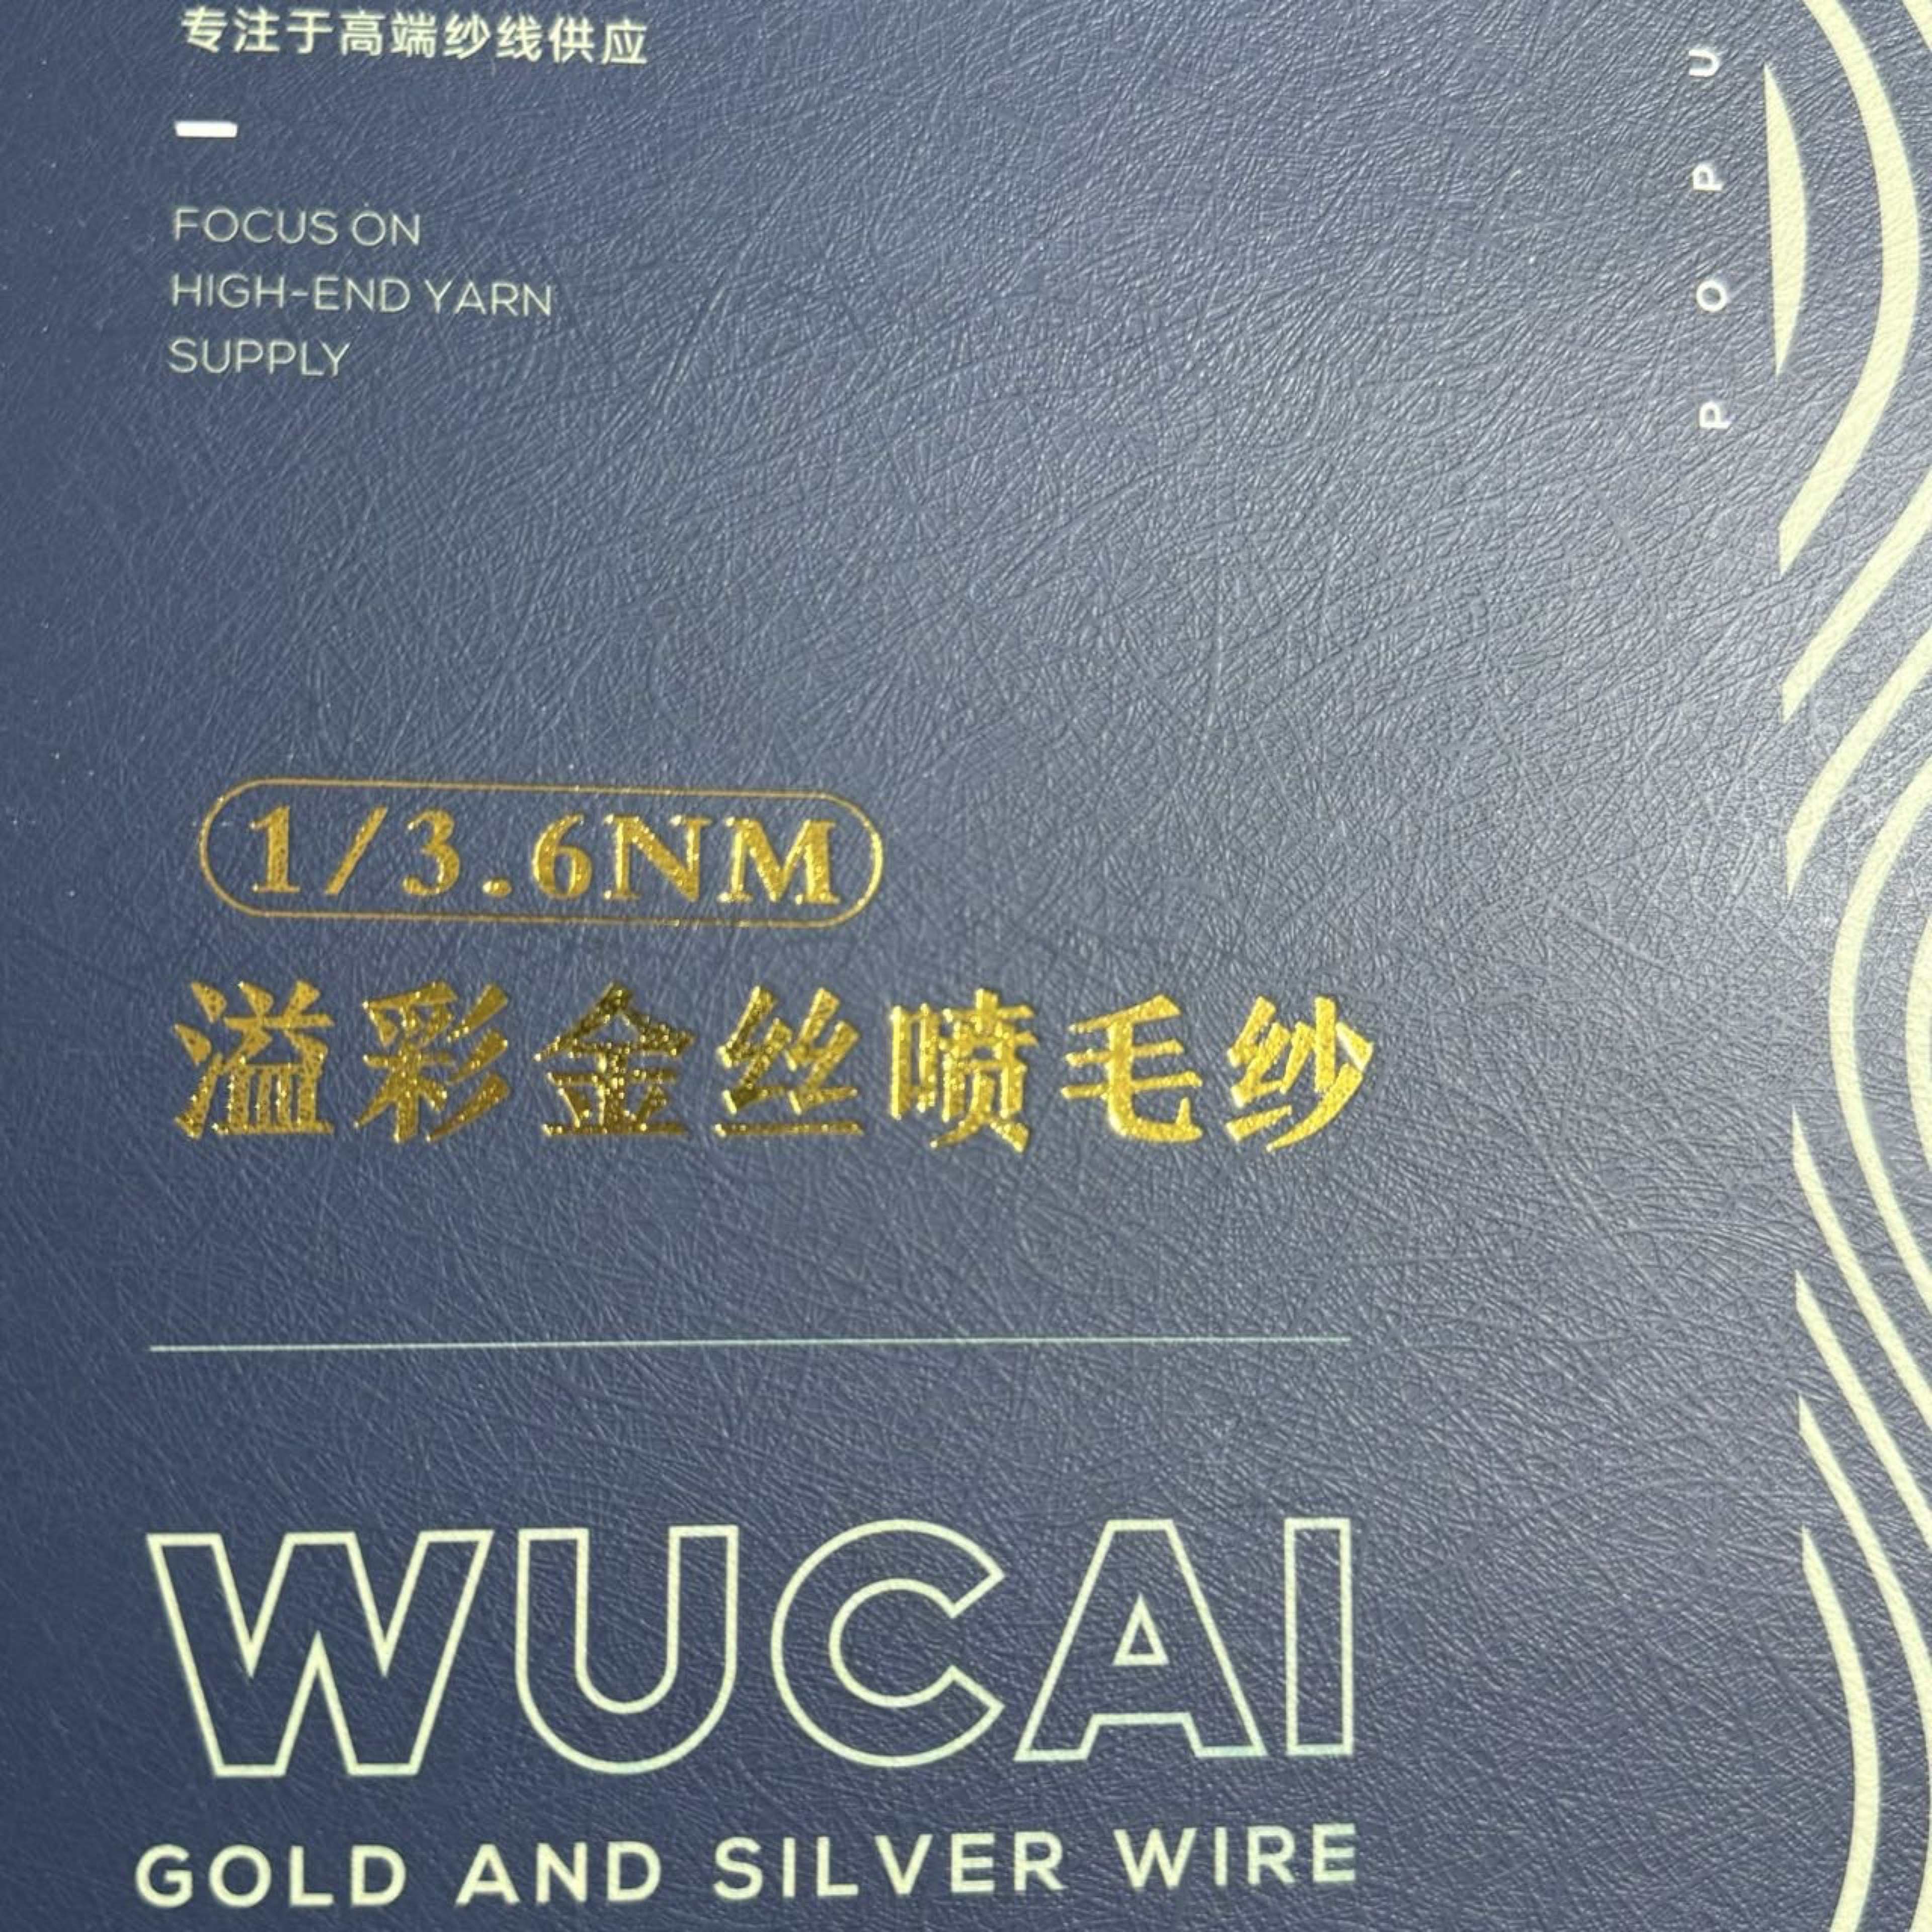 专注于高端纱线供应
FOCUS ON
HIGH-END YARN
SUPPLY
POPU
1/3.6NM
溢彩金丝喷毛纱
WUCAI
GOLD AND SILVER WIRE